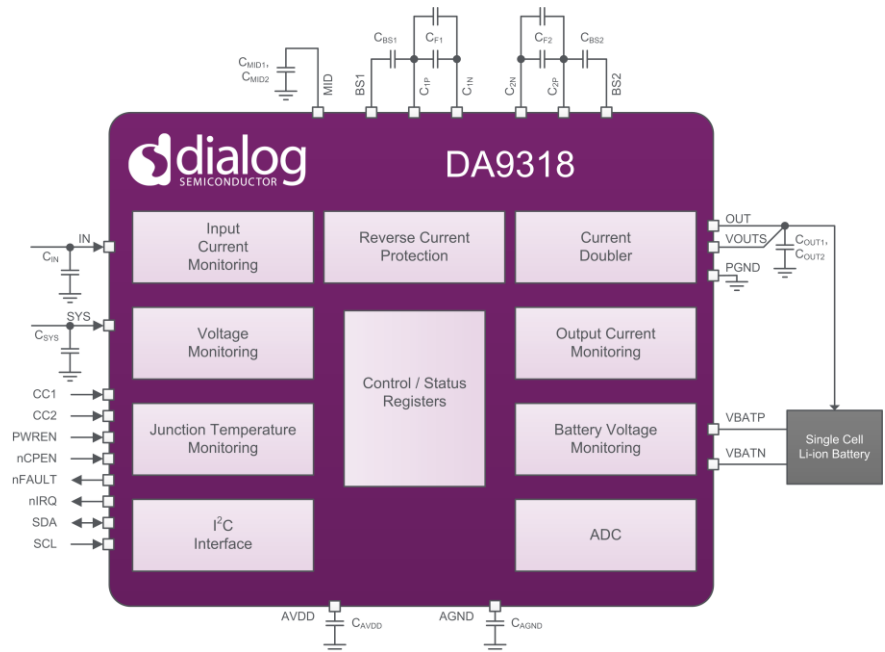 CBS1
CF1
CF2
CBS2
CMID1,
CMID2
MID
BS1
C1P
C1N
C2N
C2P
BS2
dialog
SEMICONDUCTOR
DA9318
IN
CIN
SYS
CSYS
CC1
CC2
PWREN
nCPEN
nFAULT
nIRQ
SDA
SCL
Input
Current
Monitoring
Reverse Current
Protection
Current
Doubler
Voltage
Monitoring
Control / Status
Registers
Output Current
Monitoring
Junction Temperature
Monitoring
Battery Voltage
Monitoring
I2C
Interface
ADC
OUT
VOUTS
COUT1,
COUT2
PGND
VBATP
VBATN
Single Cell
Li-ion Battery
AVDD
CAVDD
AGND
CAGND